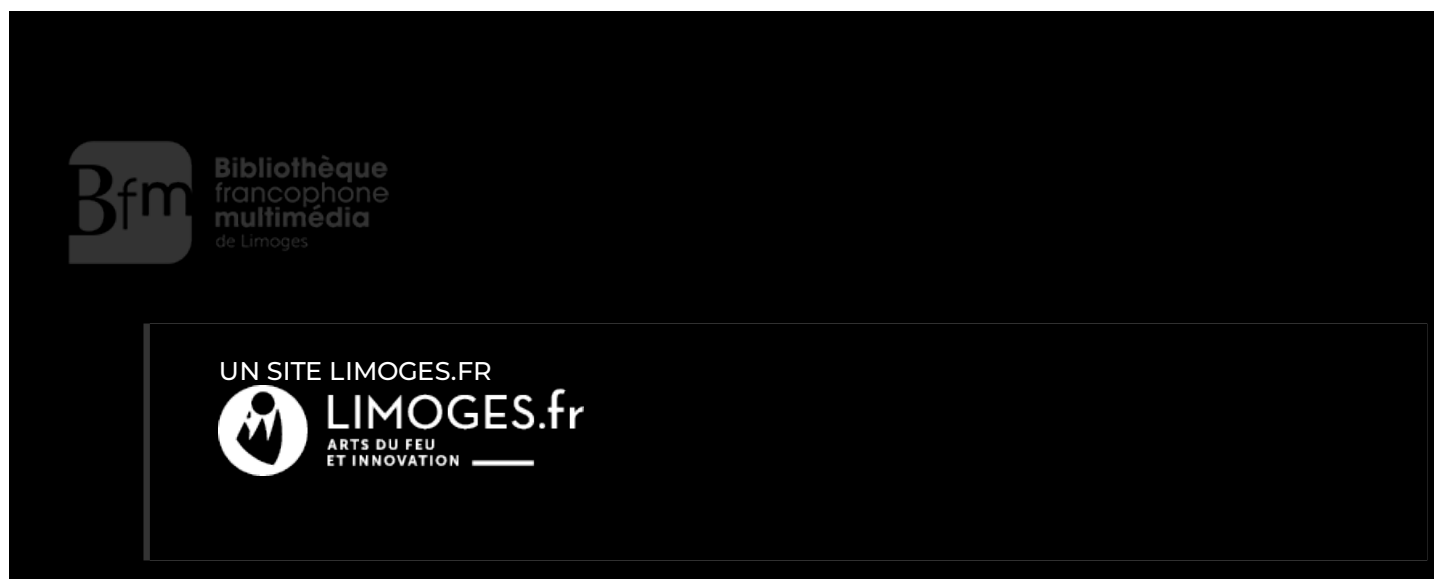 Bfm
Bibliothèque
francophone
multimédia
de Limoges
UN SITE LIMOGES.FR
LIMOGES.fr
ARTS DU FEU
ET INNOVATION